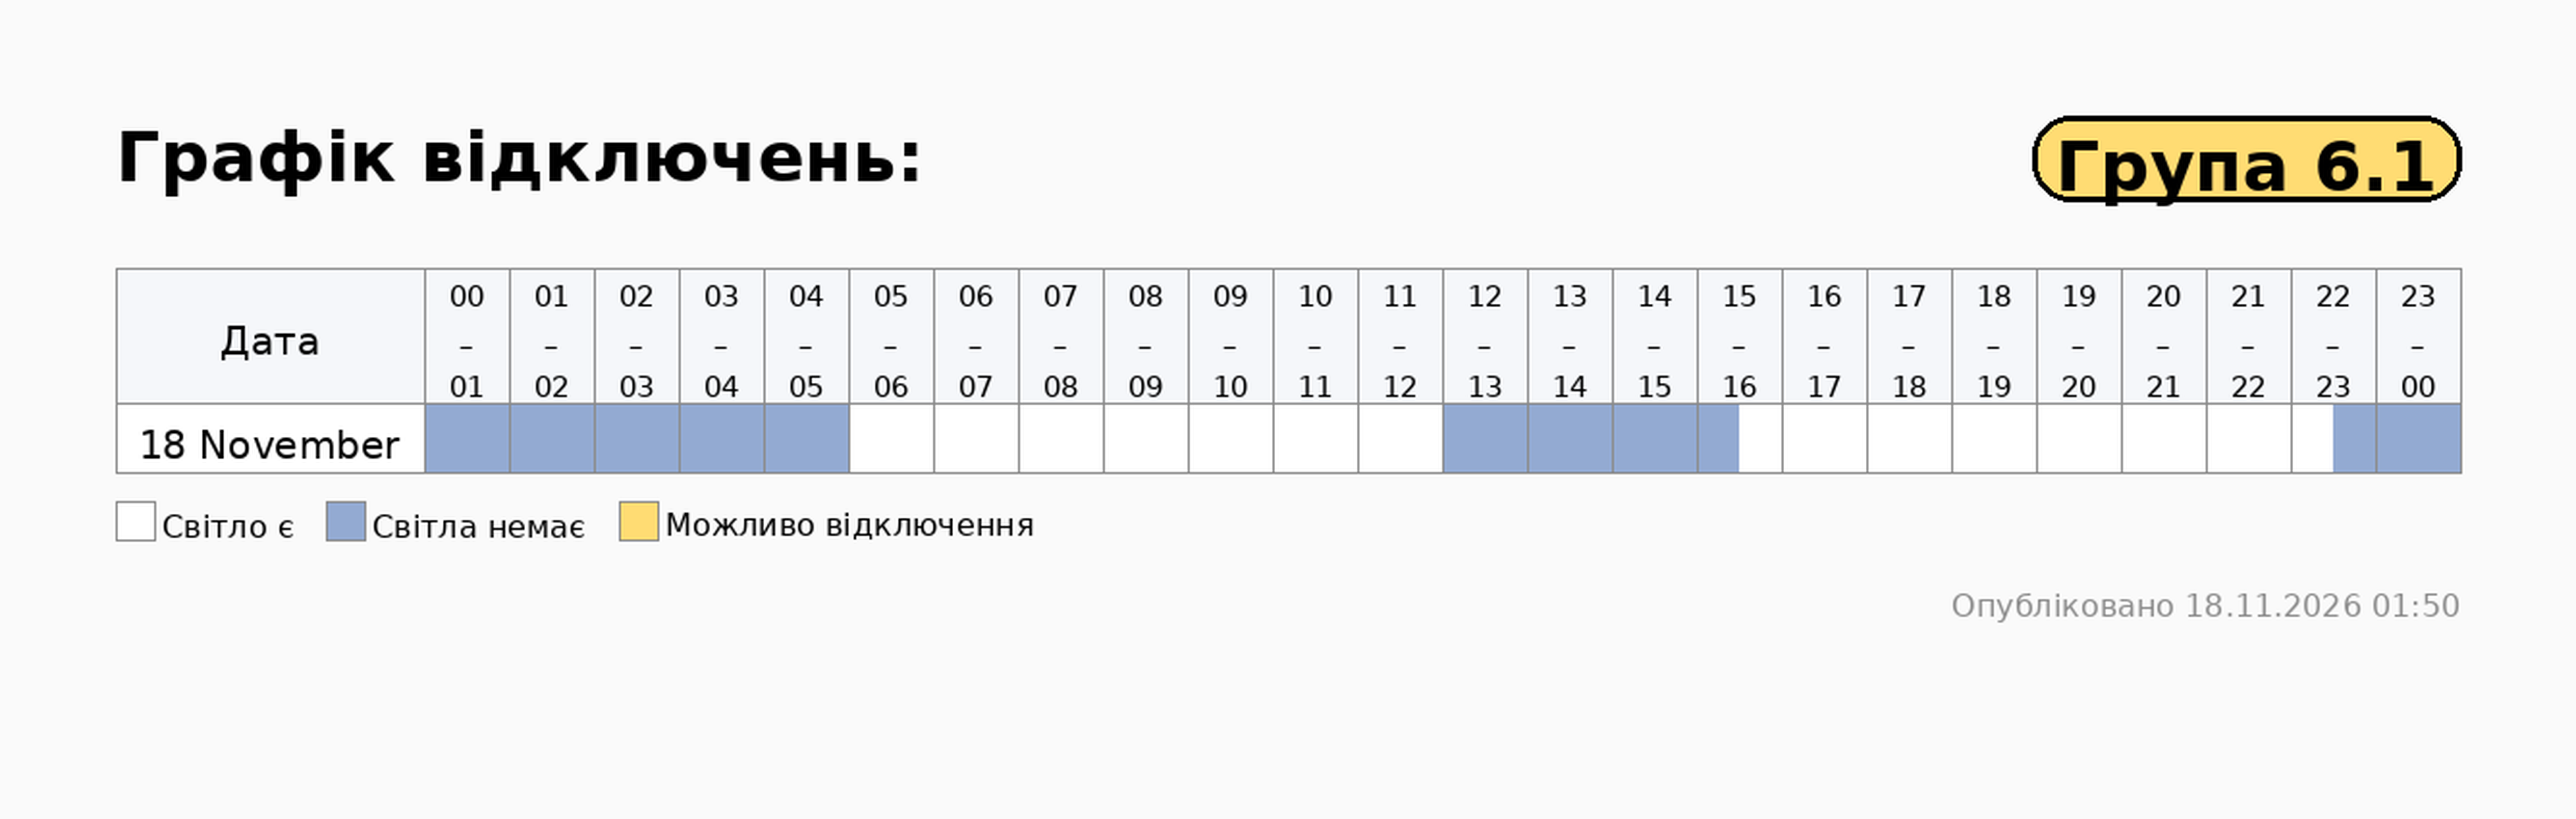 Графік відключень:
Група 6.1
Дата
00 – 01
01 – 02
02 – 03
03 – 04
04 – 05
05 – 06
06 – 07
07 – 08
08 – 09
09 – 10
10 – 11
11 – 12
12 – 13
13 – 14
14 – 15
15 – 16
16 – 17
17 – 18
18 – 19
19 – 20
20 – 21
21 – 22
22 – 23
23 – 00
18 November
Світло є
Світла немає
Можливо відключення
Опубліковано 18.11.2026 01:50